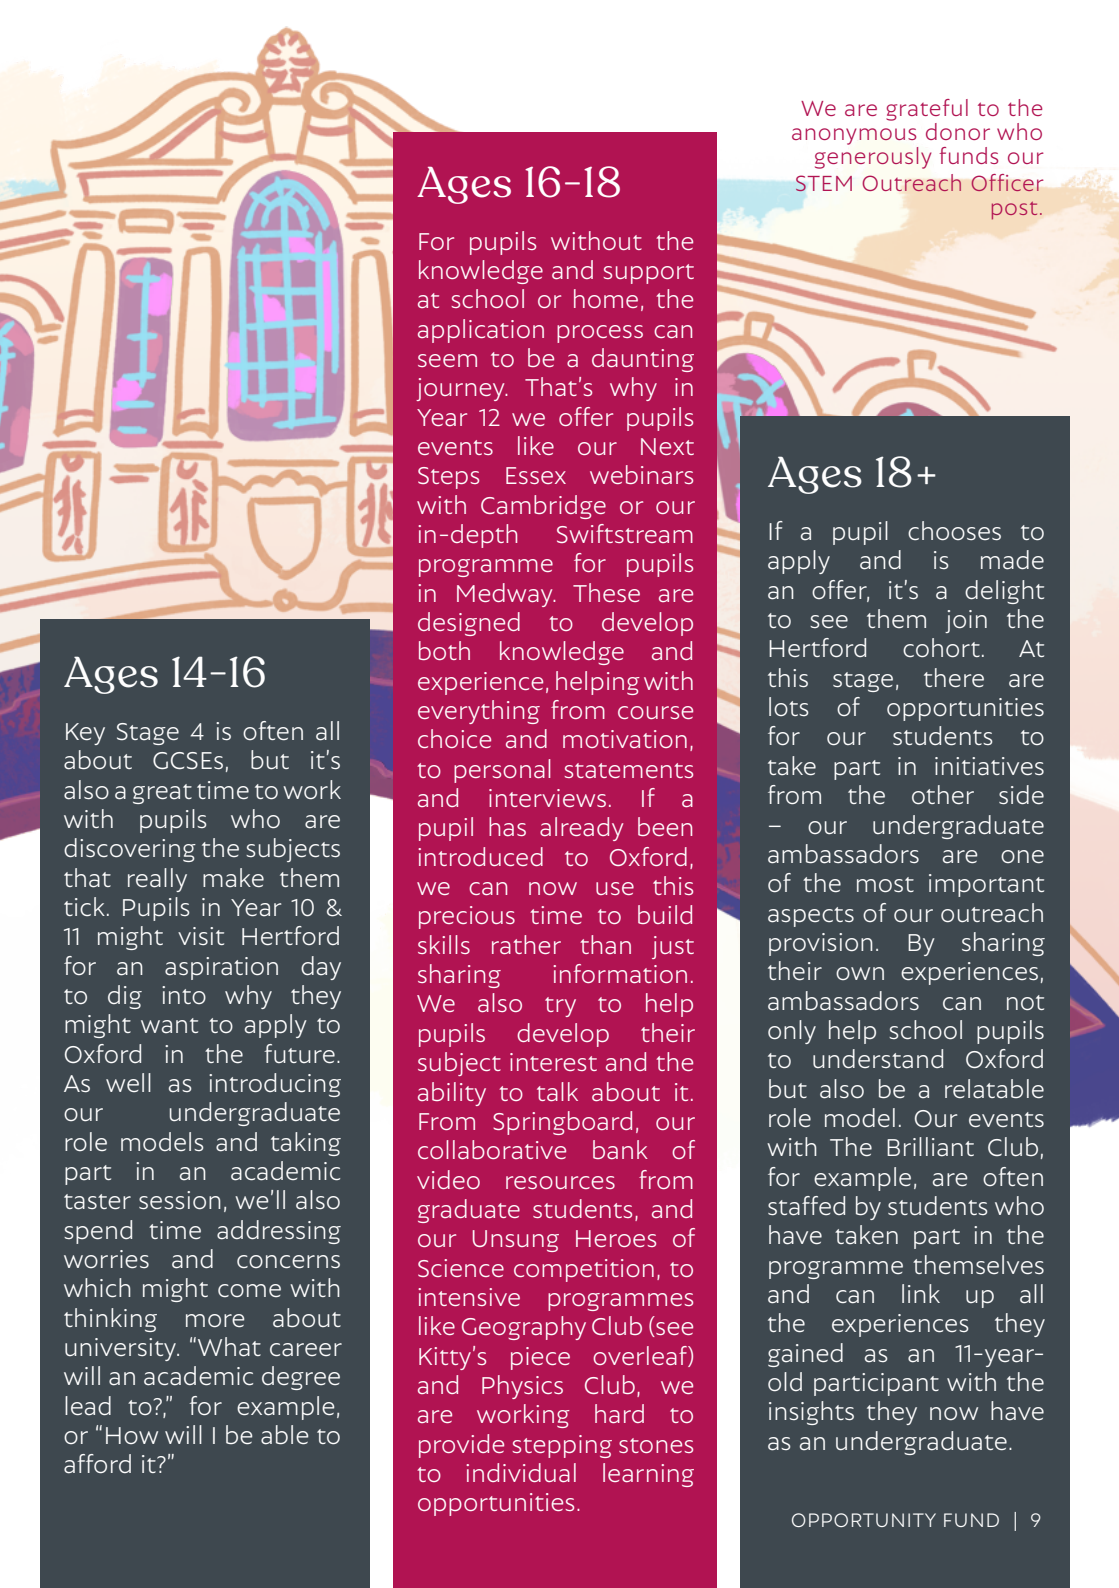 We are grateful to the
anonymous donor who
generously funds our
STEM Outreach Officer
post.
Ages 14-16
Key Stage 4 is often all
about GCSEs, but it’s
also a great time to work
with pupils who are
discovering the subjects
that really make them
tick. Pupils in Year 10 &
11 might visit Hertford
for an aspiration day
to dig into why they
might want to apply to
Oxford in the future.
As well as introducing
our undergraduate
role models and taking
part in an academic
taster session, we’ll also
spend time addressing
worries and concerns
which might come with
thinking more about
university. “What career
will an academic degree
lead to?,” for example,
or “How will I be able to
afford it?”
Ages 16-18
For pupils without the
knowledge and support
at school or home, the
application process can
seem to be a daunting
journey. That’s why in
Year 12 we offer pupils
events like our Next
Steps Essex webinars
with Cambridge or our
in-depth Swiftstream
programme for pupils
in Medway. These are
designed to develop
both knowledge and
experience, helping with
everything from course
choice and motivation,
to personal statements
and interviews. If a
pupil has already been
introduced to Oxford,
we can now use this
precious time to build
skills rather than just
sharing information.
We also try to help
pupils develop their
subject interest and the
ability to talk about it.
From Springboard, our
collaborative bank of
video resources from
graduate students, and
our Unsung Heroes of
Science competition, to
intensive programmes
like Geography Club (see
Kitty’s piece overleaf)
and Physics Club, we
are working hard to
provide stepping stones
to individual learning
opportunities.
Ages 18+
If a pupil chooses to
apply and is made
an offer, it’s a delight
to see them join the
Hertford cohort. At
this stage, there are
lots of opportunities
for our students to
take part in initiatives
from the other side
– our undergraduate
ambassadors are one
of the most important
aspects of our outreach
provision. By sharing
their own experiences,
ambassadors can not
only help school pupils
to understand Oxford
but also be a relatable
role model. Our events
with The Brilliant Club,
for example, are often
staffed by students who
have taken part in the
programme themselves
and can link up all
the experiences they
gained as an 11-year-
old participant with the
insights they now have
as an undergraduate.
OPPORTUNITY FUND | 9